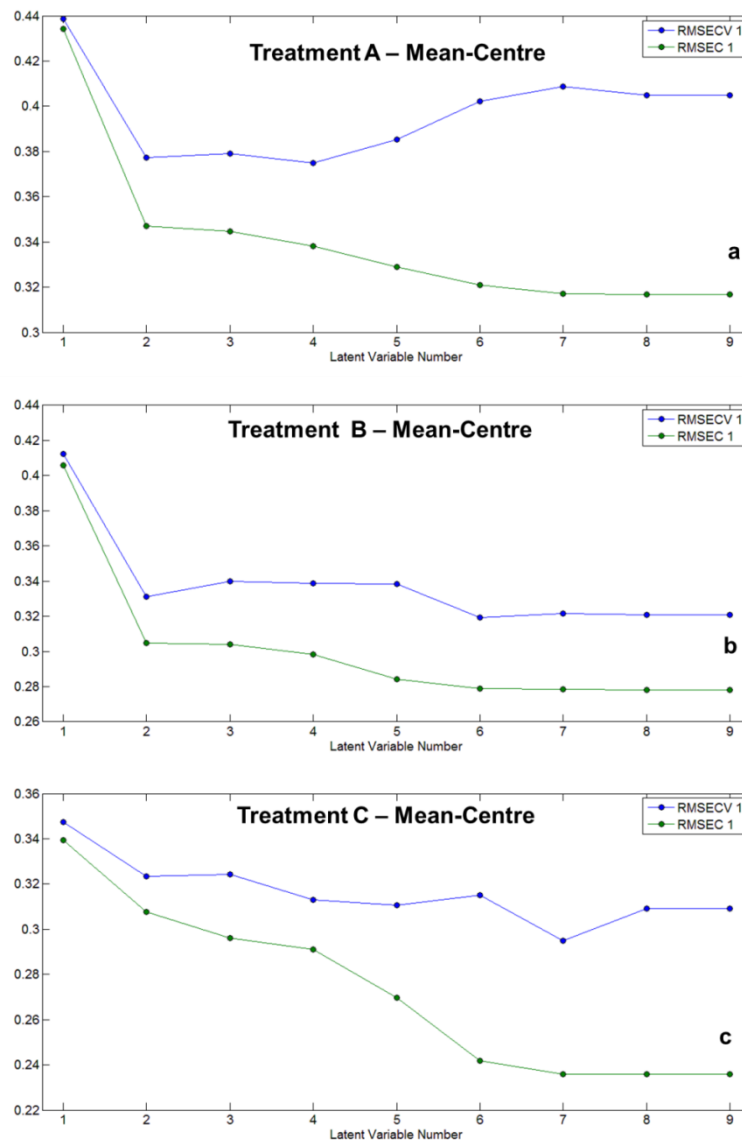 0.44
Treatment A – Mean-Centre
RMSECV 1
RMSEC 1
0.42
0.4
0.38
0.36
0.34
0.32
0.3
a
1 2 3 4 5 6 7 8 9
Latent Variable Number
0.44
Treatment B – Mean-Centre
RMSECV 1
RMSEC 1
0.42
0.4
0.38
0.36
0.34
0.32
0.3
0.28
0.26
b
1 2 3 4 5 6 7 8 9
Latent Variable Number
0.36
Treatment C – Mean-Centre
RMSECV 1
RMSEC 1
0.34
0.32
0.3
0.28
0.26
0.24
0.22
c
1 2 3 4 5 6 7 8 9
Latent Variable Number